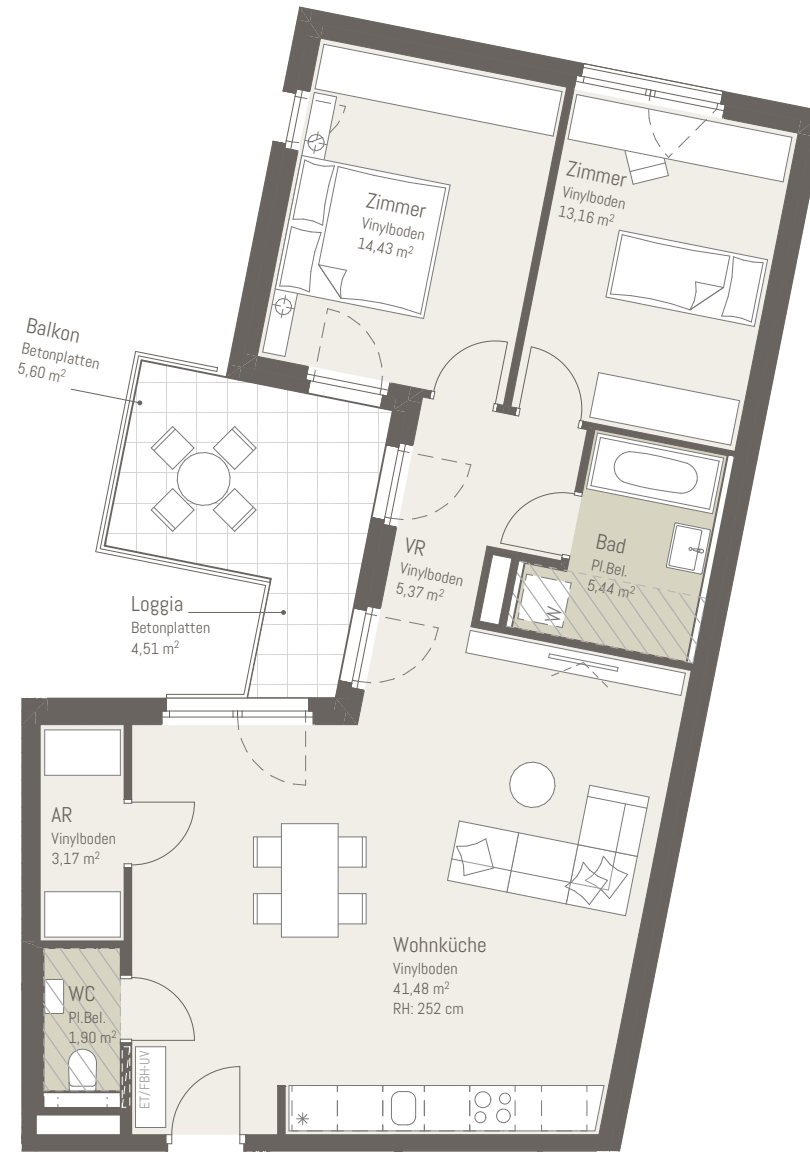 Zimmer
Vinylboden
14,43 m²
Zimmer
Vinylboden
13,16 m²
Balkon
Betonplatten
5,60 m²
VR
Vinylboden
5,37 m²
Bad
Pl.Bel.
5,44 m²
W
Loggia
Betonplatten
4,51 m²
AR
Vinylboden
3,17 m²
Wohnküche
Vinylboden
41,48 m²
RH: 252 cm
WC
Pl.Bel.
1,90 m²
ET/FBH-UV